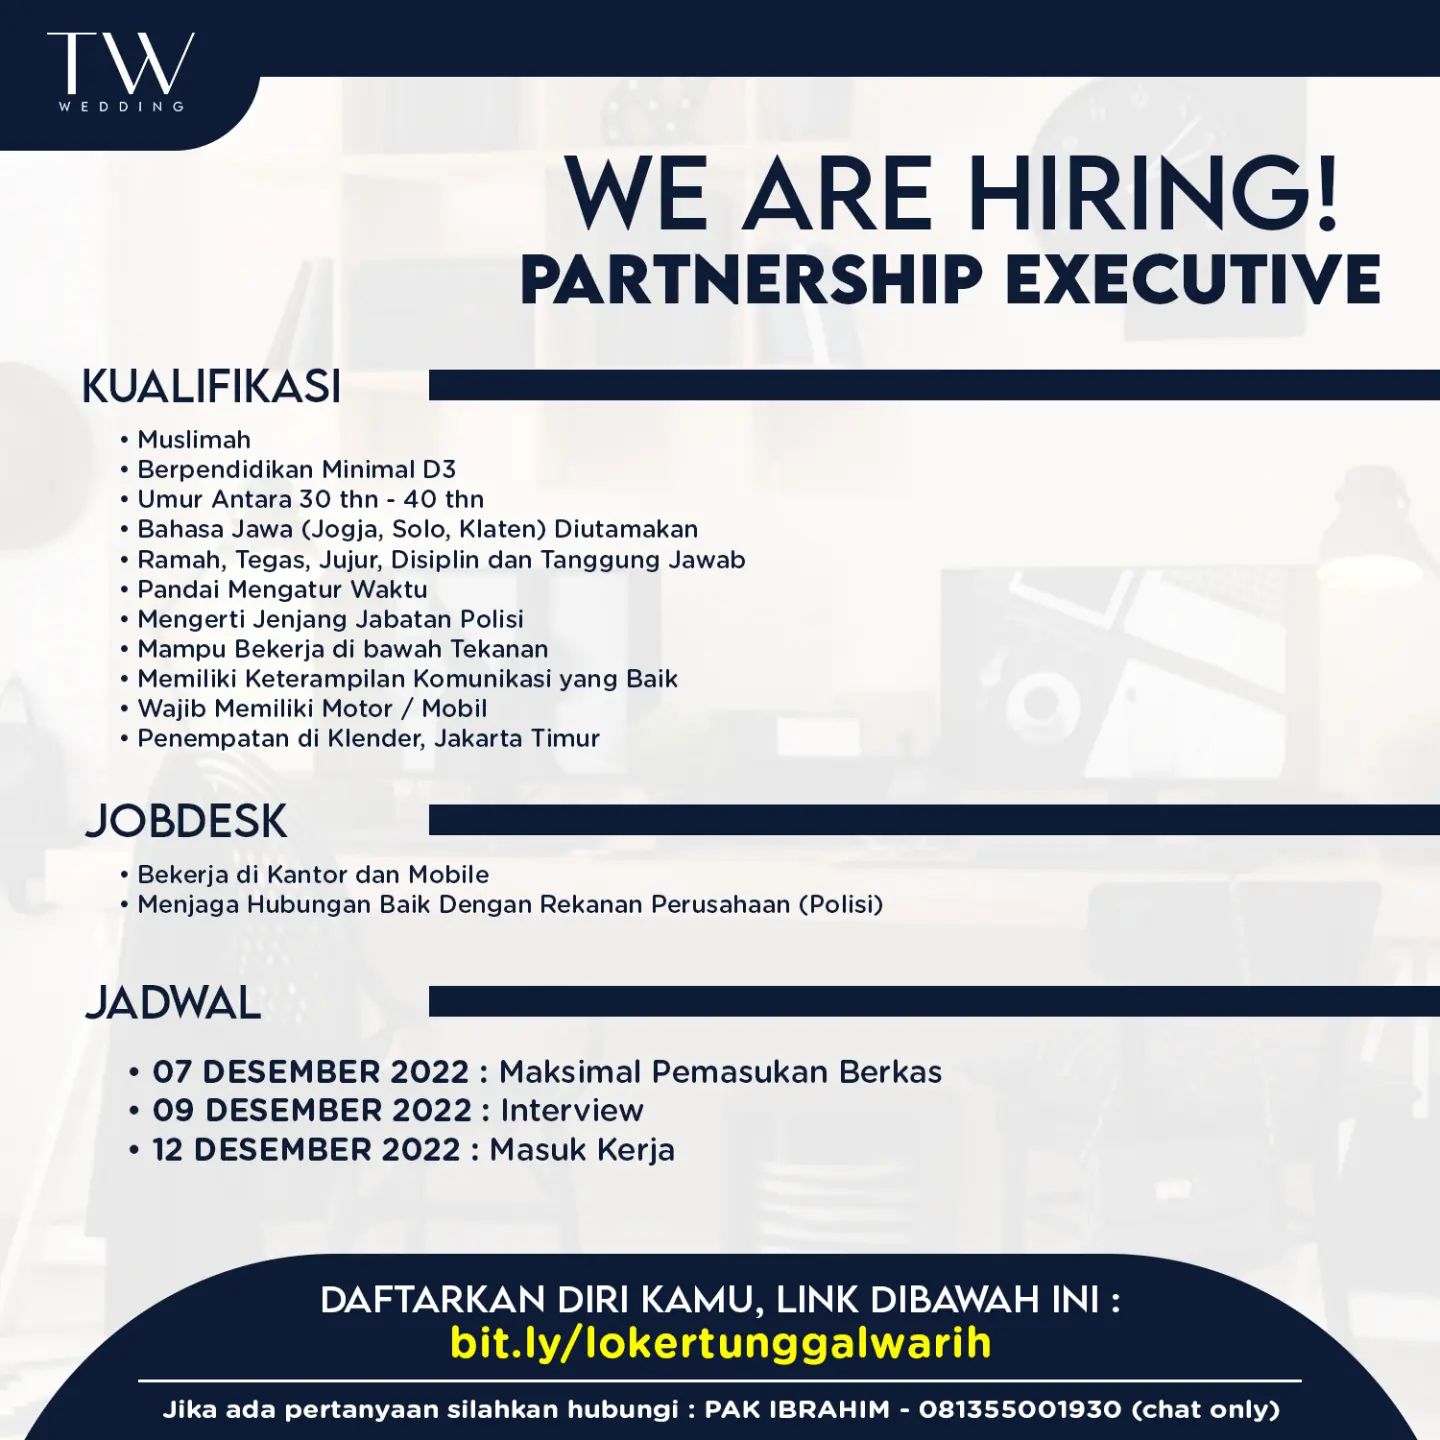 TW
WEDDING
WE ARE HIRING!
PARTNERSHIP EXECUTIVE
KUALIFIKASI
• Muslimah
• Berpendidikan Minimal D3
• Umur Antara 30 thn - 40 thn
• Bahasa Jawa (Jogja, Solo, Klaten) Diutamakan
• Ramah, Tegas, Jujur, Disiplin dan Tanggung Jawab
• Pandai Mengatur Waktu
• Mengerti Jenjang Jabatan Polisi
• Mampu Bekerja di bawah Tekanan
• Memiliki Keterampilan Komunikasi yang Baik
• Wajib Memiliki Motor / Mobil
• Penempatan di Klender, Jakarta Timur
JOBDESK
• Bekerja di Kantor dan Mobile
• Menjaga Hubungan Baik Dengan Rekanan Perusahaan (Polisi)
JADWAL
• 07 DESEMBER 2022 : Maksimal Pemasukan Berkas
• 09 DESEMBER 2022 : Interview
• 12 DESEMBER 2022 : Masuk Kerja
DAFTARKAN DIRI KAMU, LINK DIBAWAH INI :
bit.ly/lokertunggalwarih
Jika ada pertanyaan silahkan hubungi : PAK IBRAHIM - 081355001930 (chat only)